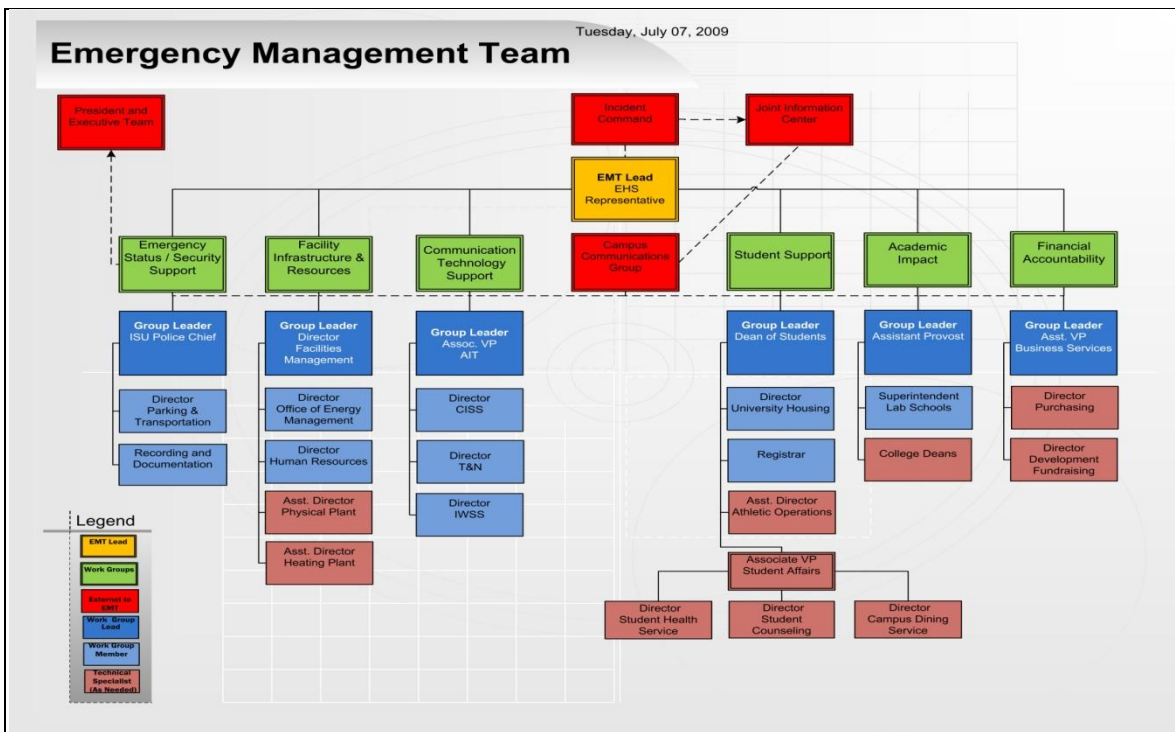 Tuesday, July 07, 2009
Emergency Management Team
President and
Executive Team
Incident
Command
Joint Information
Center
EMT Lead
EHS
Representative
Emergency
Status / Security
Support
Facility
Infrastructure &
Resources
Communication
Technology
Support
Campus
Communications
Group
Student Support
Academic
Impact
Financial
Accountability
Group Leader
ISU Police Chief
Group Leader
Director
Facilities
Management
Group Leader
Assoc. VP
AIT
Group Leader
Dean of Students
Group Leader
Assistant Provost
Group Leader
Asst. VP
Business Services
Director
Parking &
Transportation
Director
Office of Energy
Management
Director
CISS
Director
University Housing
Superintendent
Lab Schools
Director
Purchasing
Recording and
Documentation
Director
Human Resources
Director
T&N
Registrar
College Deans
Director
Development
Fundraising
Asst. Director
Physical Plant
Director
IWSS
Asst. Director
Athletic Operations
Asst. Director
Heating Plant
Associate VP
Student Affairs
Director
Student Health
Service
Director
Student
Counseling
Director
Campus Dining
Service
Legend
EMT Lead
Work Groups
External to
EMT
Work Group
Lead
Work Group
Member
Technical
Specialist
(As Needed)